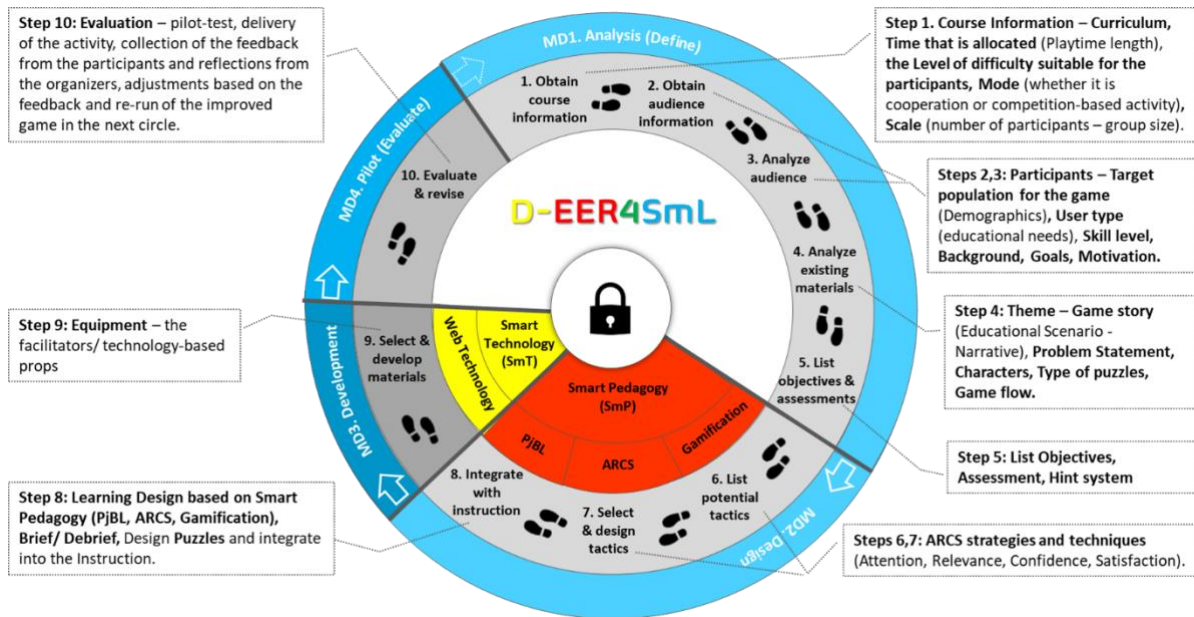 Step 10: Evaluation – pilot-test, delivery
of the activity, collection of the feedback
from the participants and reflections from
the organizers, adjustments based on the
feedback and re-run of the improved
game in the next circle.
Step 9: Equipment – the
facilitators/ technology-based
props
Step 8: Learning Design based on Smart
Pedagogy (PjBL, ARCS, Gamification),
Brief/ Debrief, Design Puzzles and integrate
into the Instruction.
MD1. Analysis (Define)
1. Obtain
course
information
2. Obtain
audience
information
3. Analyze
audience
4. Analyze
existing
materials
5. List
objectives &
assessments
MD2. Design
6. List
potential
tactics
7. Select
& design
tactics
8. Integrate
with
instruction
MD3. Development
9. Select &
develop
materials
MD4. Pilot (Evaluate)
10. Evaluate
& revise
D-EER4SmL
Web Technology
Smart
Technology
(SmT)
Smart Pedagogy
(SmP)
PjBL
ARCS
Gamification
Step 1. Course Information – Curriculum,
Time that is allocated (Playtime length),
the Level of difficulty suitable for the
participants, Mode (whether it is
cooperation or competition-based activity),
Scale (number of participants – group size).
Steps 2,3: Participants – Target
population for the game
(Demographics), User type
(educational needs), Skill level,
Background, Goals, Motivation.
Step 4: Theme – Game story
(Educational Scenario -
Narrative), Problem Statement,
Characters, Type of puzzles,
Game flow.
Step 5: List Objectives,
Assessment, Hint system
Steps 6,7: ARCS strategies and techniques
(Attention, Relevance, Confidence, Satisfaction).